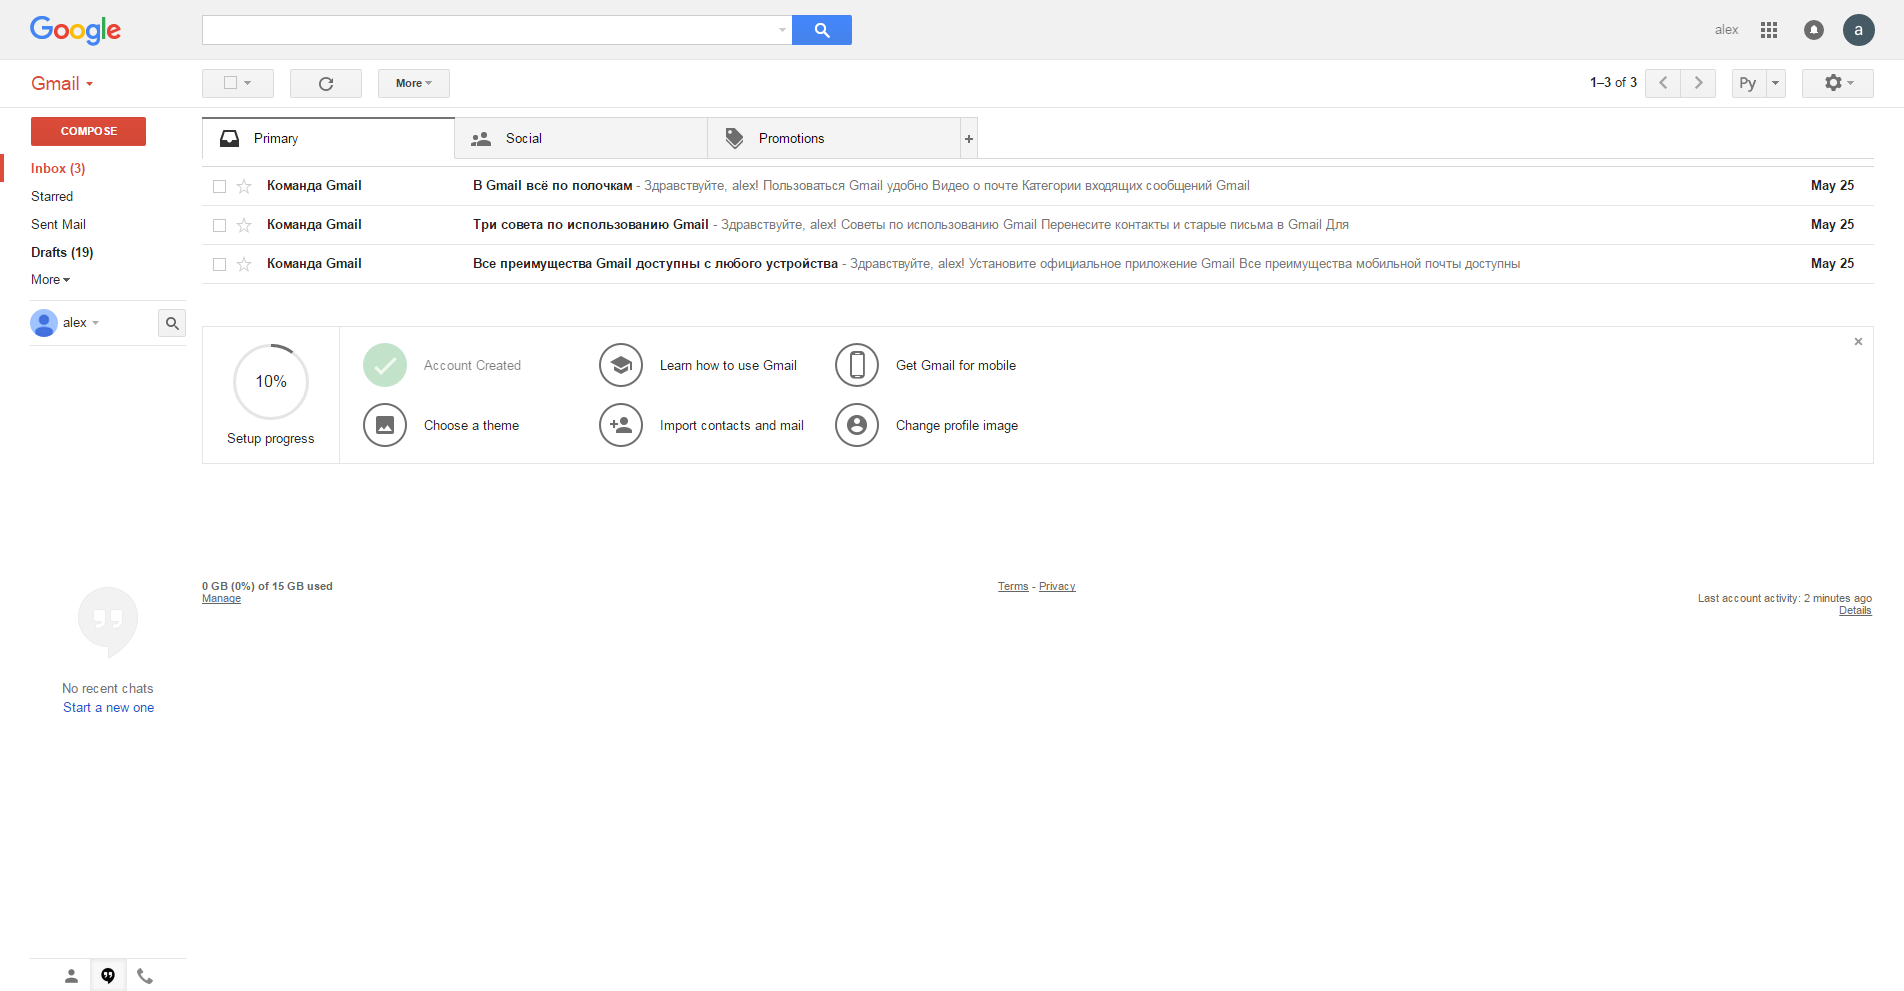 Google
alex
a
Gmail
More
1–3 of 3
Ру
COMPOSE
Inbox (3)
Starred
Sent Mail
Drafts (19)
More
alex
Primary
Social
Promotions
+
Команда Gmail В Gmail всё по полочкам - Здравствуйте, alex! Пользоваться Gmail удобно Видео о почте Категории входящих сообщений Gmail May 25
Команда Gmail Три совета по использованию Gmail - Здравствуйте, alex! Советы по использованию Gmail Перенесите контакты и старые письма в Gmail Для May 25
Команда Gmail Все преимущества Gmail доступны с любого устройства - Здравствуйте, alex! Установите официальное приложение Gmail Все преимущества мобильной почты доступны May 25
10%
Setup progress
Account Created
Learn how to use Gmail
Get Gmail for mobile
Choose a theme
Import contacts and mail
Change profile image
0 GB (0%) of 15 GB used
Manage
Terms - Privacy
Last account activity: 2 minutes ago
Details
No recent chats
Start a new one